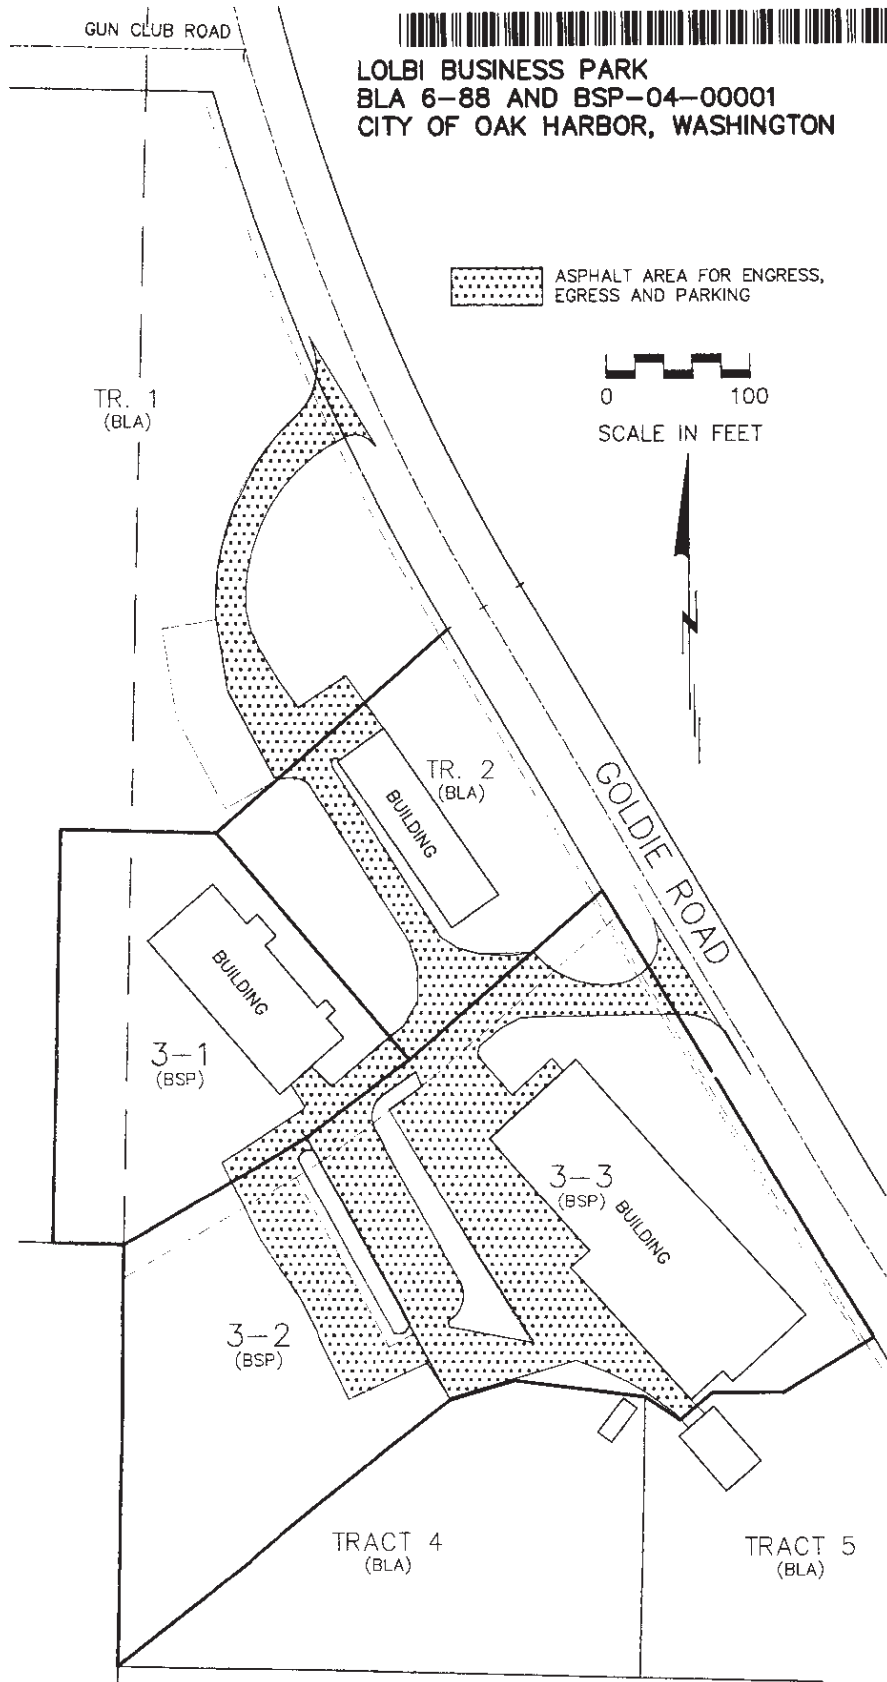 GUN CLUB ROAD
LOLBI BUSINESS PARK
BLA 6-88 AND BSP-04-00001
CITY OF OAK HARBOR, WASHINGTON
ASPHALT AREA FOR ENGRESS,
EGRESS AND PARKING
0 100
SCALE IN FEET
TR. 1
(BLA)
N
GOLDIE ROAD
TR. 2
(BLA)
BUILDING
BUILDING
3-1
(BSP)
3-3
(BSP)
BUILDING
3-2
(BSP)
TRACT 4
(BLA)
TRACT 5
(BLA)